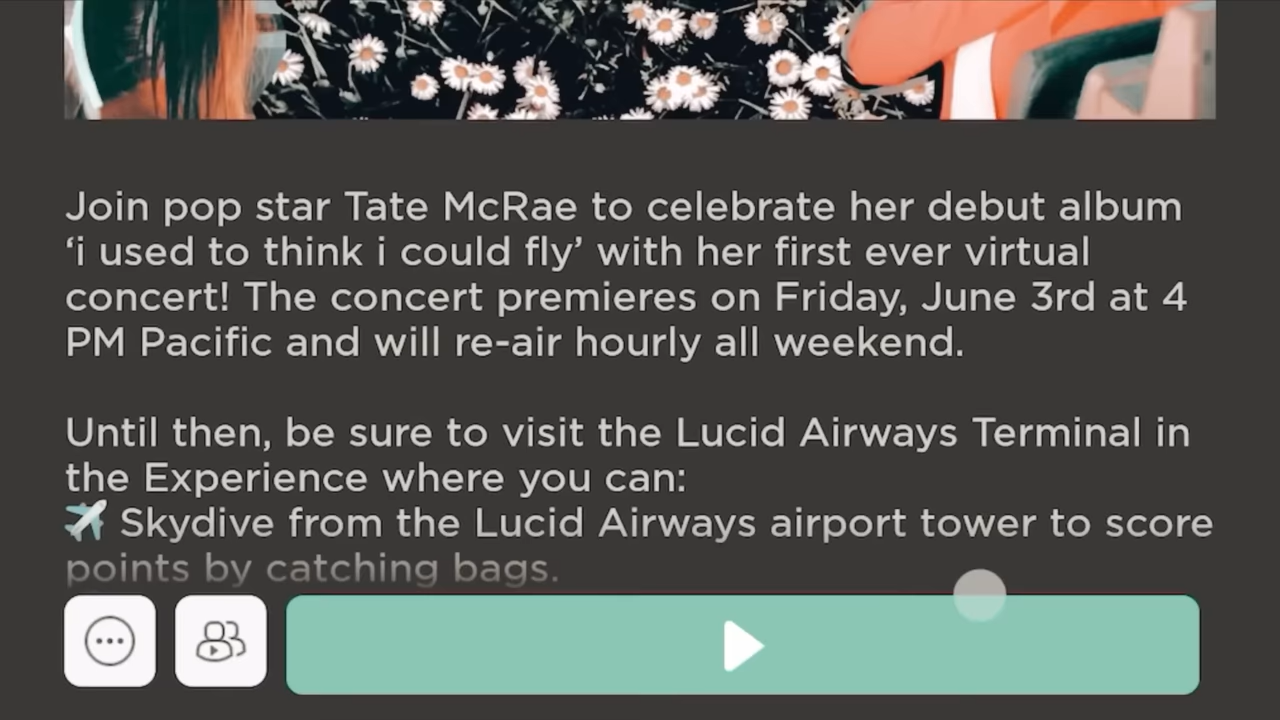 Join pop star Tate McRae to celebrate her debut album
‘i used to think i could fly’ with her first ever virtual
concert! The concert premieres on Friday, June 3rd at 4
PM Pacific and will re-air hourly all weekend.
Until then, be sure to visit the Lucid Airways Terminal in
the Experience where you can:
✈️ Skydive from the Lucid Airways airport tower to score
points by catching bags.